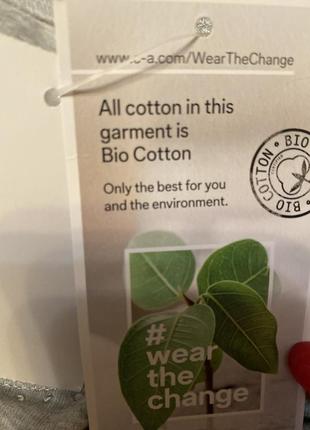 www.c-a.com/WearTheChange
All cotton in this
garment is
Bio Cotton
Only the best for you
and the environment.
BIO COTTON • BIO
#
wear
the
change